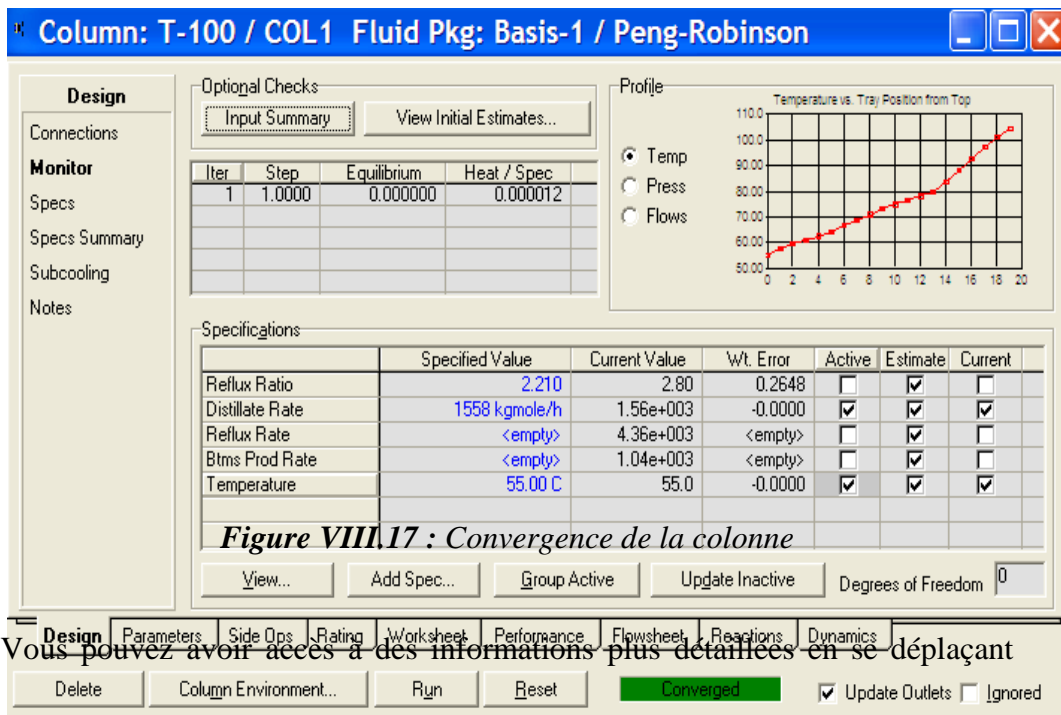 Column: T-100 / COL1 Fluid Pkg: Basis-1 / Peng-Robinson
Design
Connections
Monitor
Specs
Specs Summary
Subcooling
Notes
Optional Checks
Input Summary
View Initial Estimates...
Iter Step Equilibrium Heat / Spec
1 1.0000 0.000000 0.000012
Profile
Temp
Press
Flows
Temperature vs. Tray Position from Top
110.0
100.0
90.00
80.00
70.00
60.00
50.00
0 2 4 6 8 10 12 14 16 18 20
Specifications
Specified Value Current Value Wt. Error Active Estimate Current
Reflux Ratio 2.210 2.80 0.2648
Distillate Rate 1558 kgmole/h 1.56e+003 -0.0000
Reflux Rate <empty> 4.36e+003 <empty>
Btms Prod Rate <empty> 1.04e+003 <empty>
Temperature 55.00 C 55.0 -0.0000
Figure VIII.17 : Convergence de la colonne
View... Add Spec... Group Active Update Inactive Degrees of Freedom 0
Design Parameters Side Ops Rating Worksheet Performance Flowsheet Reactions Dynamics
Vous pouvez avoir accès à des informations plus détaillées en se déplaçant
Delete Column Environment... Run Reset Converged Update Outlets Ignored